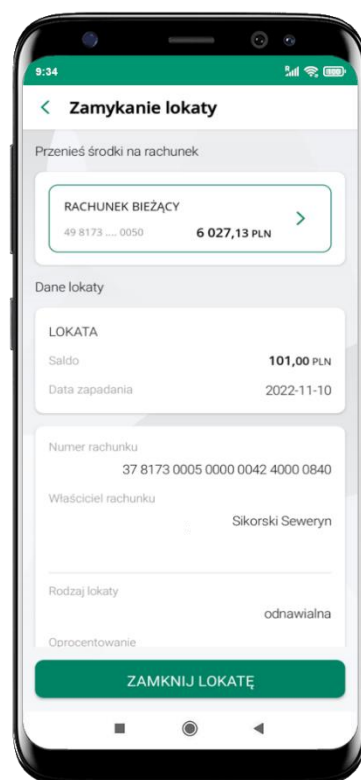 9:34
Zamykanie lokaty
Przenieś środki na rachunek
RACHUNEK BIEŻĄCY
49 8173 .... 0050 6 027,13 PLN
Dane lokaty
LOKATA
Saldo 101,00 PLN
Data zapadania 2022-11-10
Numer rachunku
37 8173 0005 0000 0042 4000 0840
Właściciel rachunku
Sikorski Seweryn
Rodzaj lokaty
odnawialna
Oprocentowanie
ZAMKNIJ LOKATĘ